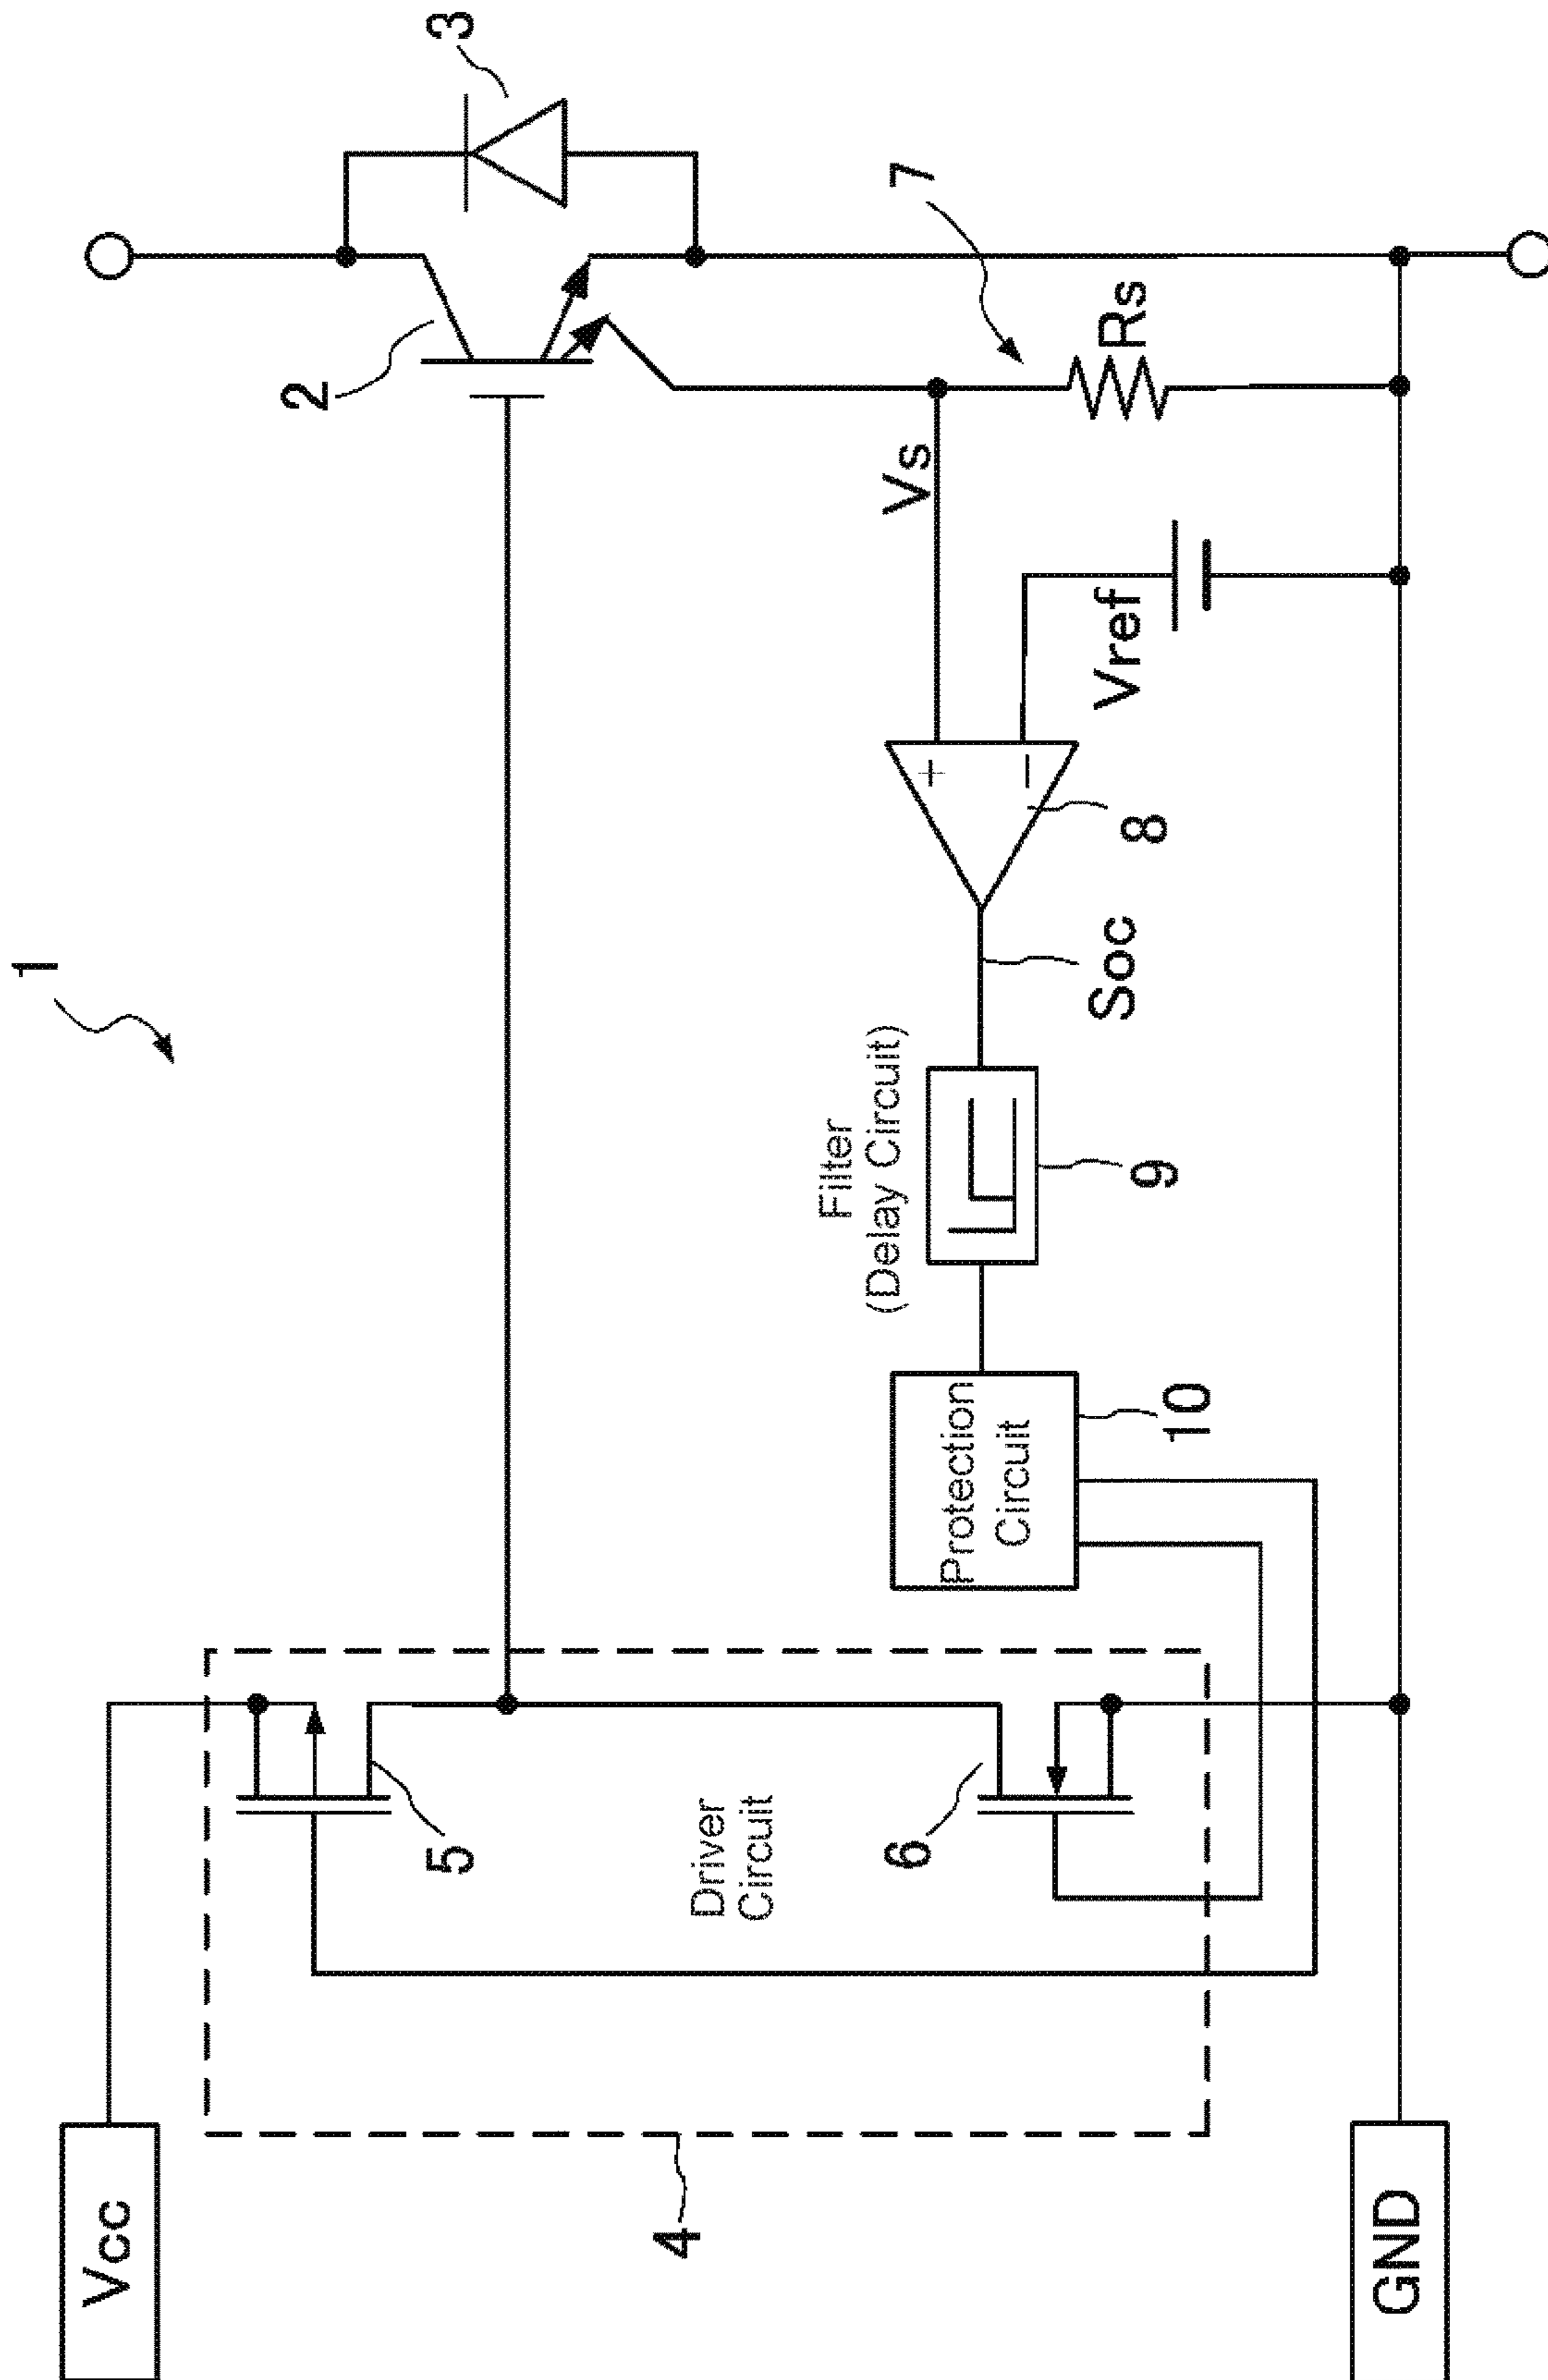 1
Vcc
4
5
Driver
Circuit
6
GND
Protection
Circuit
10
Filter
(Delay Circuit)
9
Soc
8
Vs
Vref
2
3
7
Rs
+
−